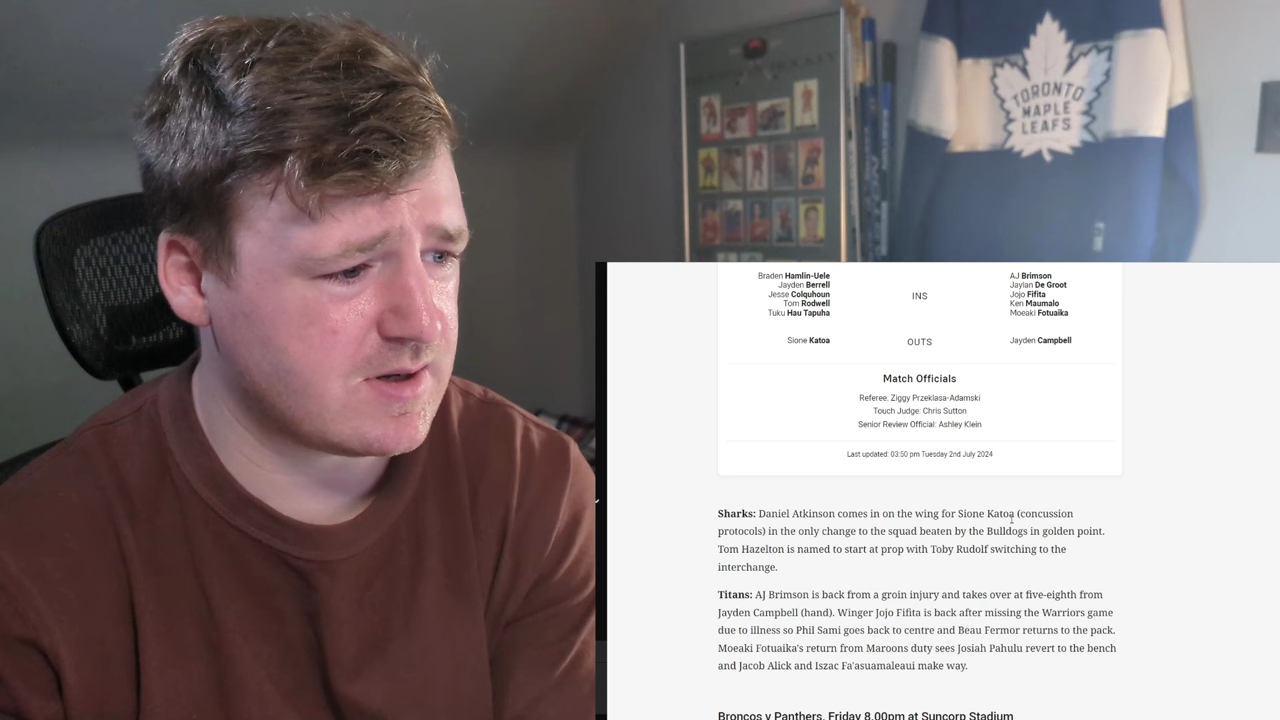 TORONTO
MAPLE
LEAFS
Braden Hamlin-Uele
Jayden Berrell
Jesse Colquhoun
Tom Rodwell
Tuku Hau Tapuha
INS
AJ Brimson
Jaylan De Groot
Jojo Fifita
Ken Maumalo
Moeaki Fotuaika
Sione Katoa
OUTS
Jayden Campbell
Match Officials
Referee: Ziggy Przeklasa-Adamski
Touch Judge: Chris Sutton
Senior Review Official: Ashley Klein
Last updated: 03:50 pm Tuesday 2nd July 2024
Sharks: Daniel Atkinson comes in on the wing for Sione Katoa (concussion
protocols) in the only change to the squad beaten by the Bulldogs in golden point.
Tom Hazelton is named to start at prop with Toby Rudolf switching to the
interchange.
Titans: AJ Brimson is back from a groin injury and takes over at five-eighth from
Jayden Campbell (hand). Winger Jojo Fifita is back after missing the Warriors game
due to illness so Phil Sami goes back to centre and Beau Fermor returns to the pack.
Moeaki Fotuaika's return from Maroons duty sees Josiah Pahulu revert to the bench
and Jacob Alick and Iszac Fa'asuamaleaui make way.
Broncos v Panthers, Friday 8.00pm at Suncorp Stadium